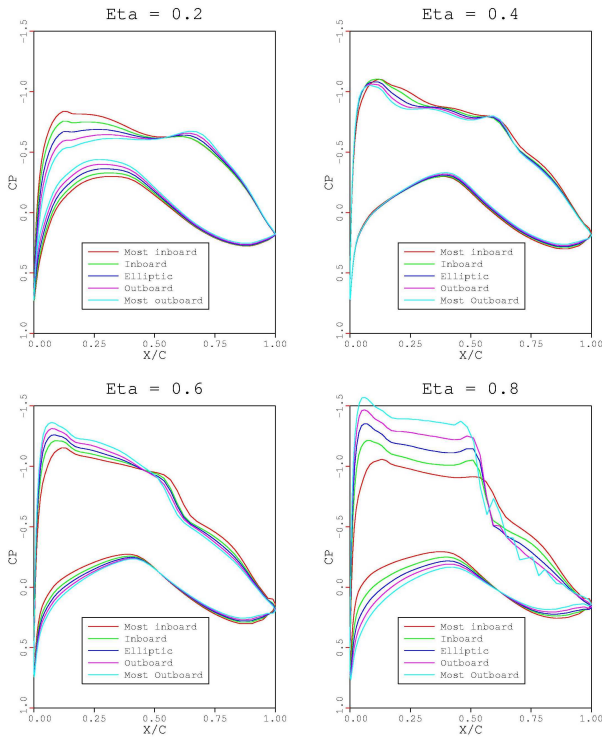 Eta = 0.2
-1.5
-1.0
-0.5
0.0
0.5
1.0
CP
Most inboard
Inboard
Elliptic
Outboard
Most outboard
0.00 0.25 0.50 0.75 1.00
X/C
Eta = 0.4
-1.5
-1.0
-0.5
0.0
0.5
1.0
CP
Most inboard
Inboard
Elliptic
Outboard
Most Outboard
0.00 0.25 0.50 0.75 1.00
X/C
Eta = 0.6
-1.5
-1.0
-0.5
0.0
0.5
1.0
CP
Most inboard
Inboard
Elliptic
Outboard
Most Outboard
0.00 0.25 0.50 0.75 1.00
X/C
Eta = 0.8
-1.5
-1.0
-0.5
0.0
0.5
1.0
CP
Most inboard
Inboard
Elliptic
Outboard
Most Outboard
0.00 0.25 0.50 0.75 1.00
X/C